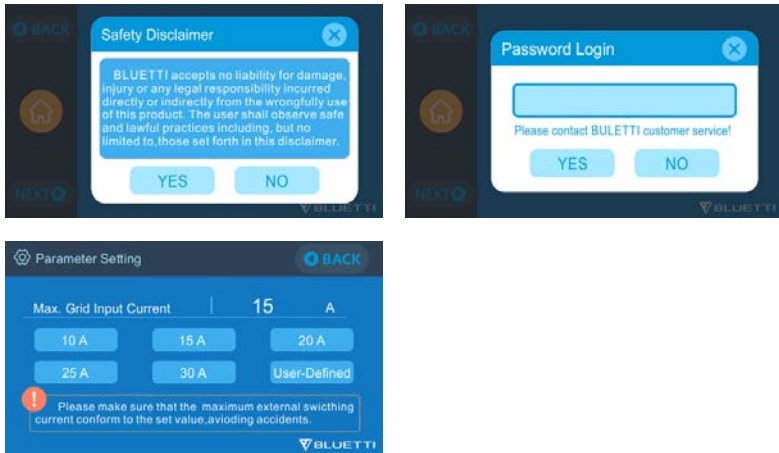 BACK
Safety Disclaimer
BLUETTI accepts no liability for damage,
injury or any legal responsibility incurred
directly or indirectly from the wrongfully use
of this product. The user shall observe safe
and lawful practices including, but no
limited to,those set forth in this disclaimer.
YES NO
NEXT
BLUETTI
BACK
Password Login
Please contact BULETTI customer service!
YES NO
NEXT
BLUETTI
Parameter Setting BACK
Max. Grid Input Current 15 A
10 A 15 A 20 A
25 A 30 A User-Defined
! Please make sure that the maximum external swicthing
current conform to the set value,avioding accidents.
BLUETTI